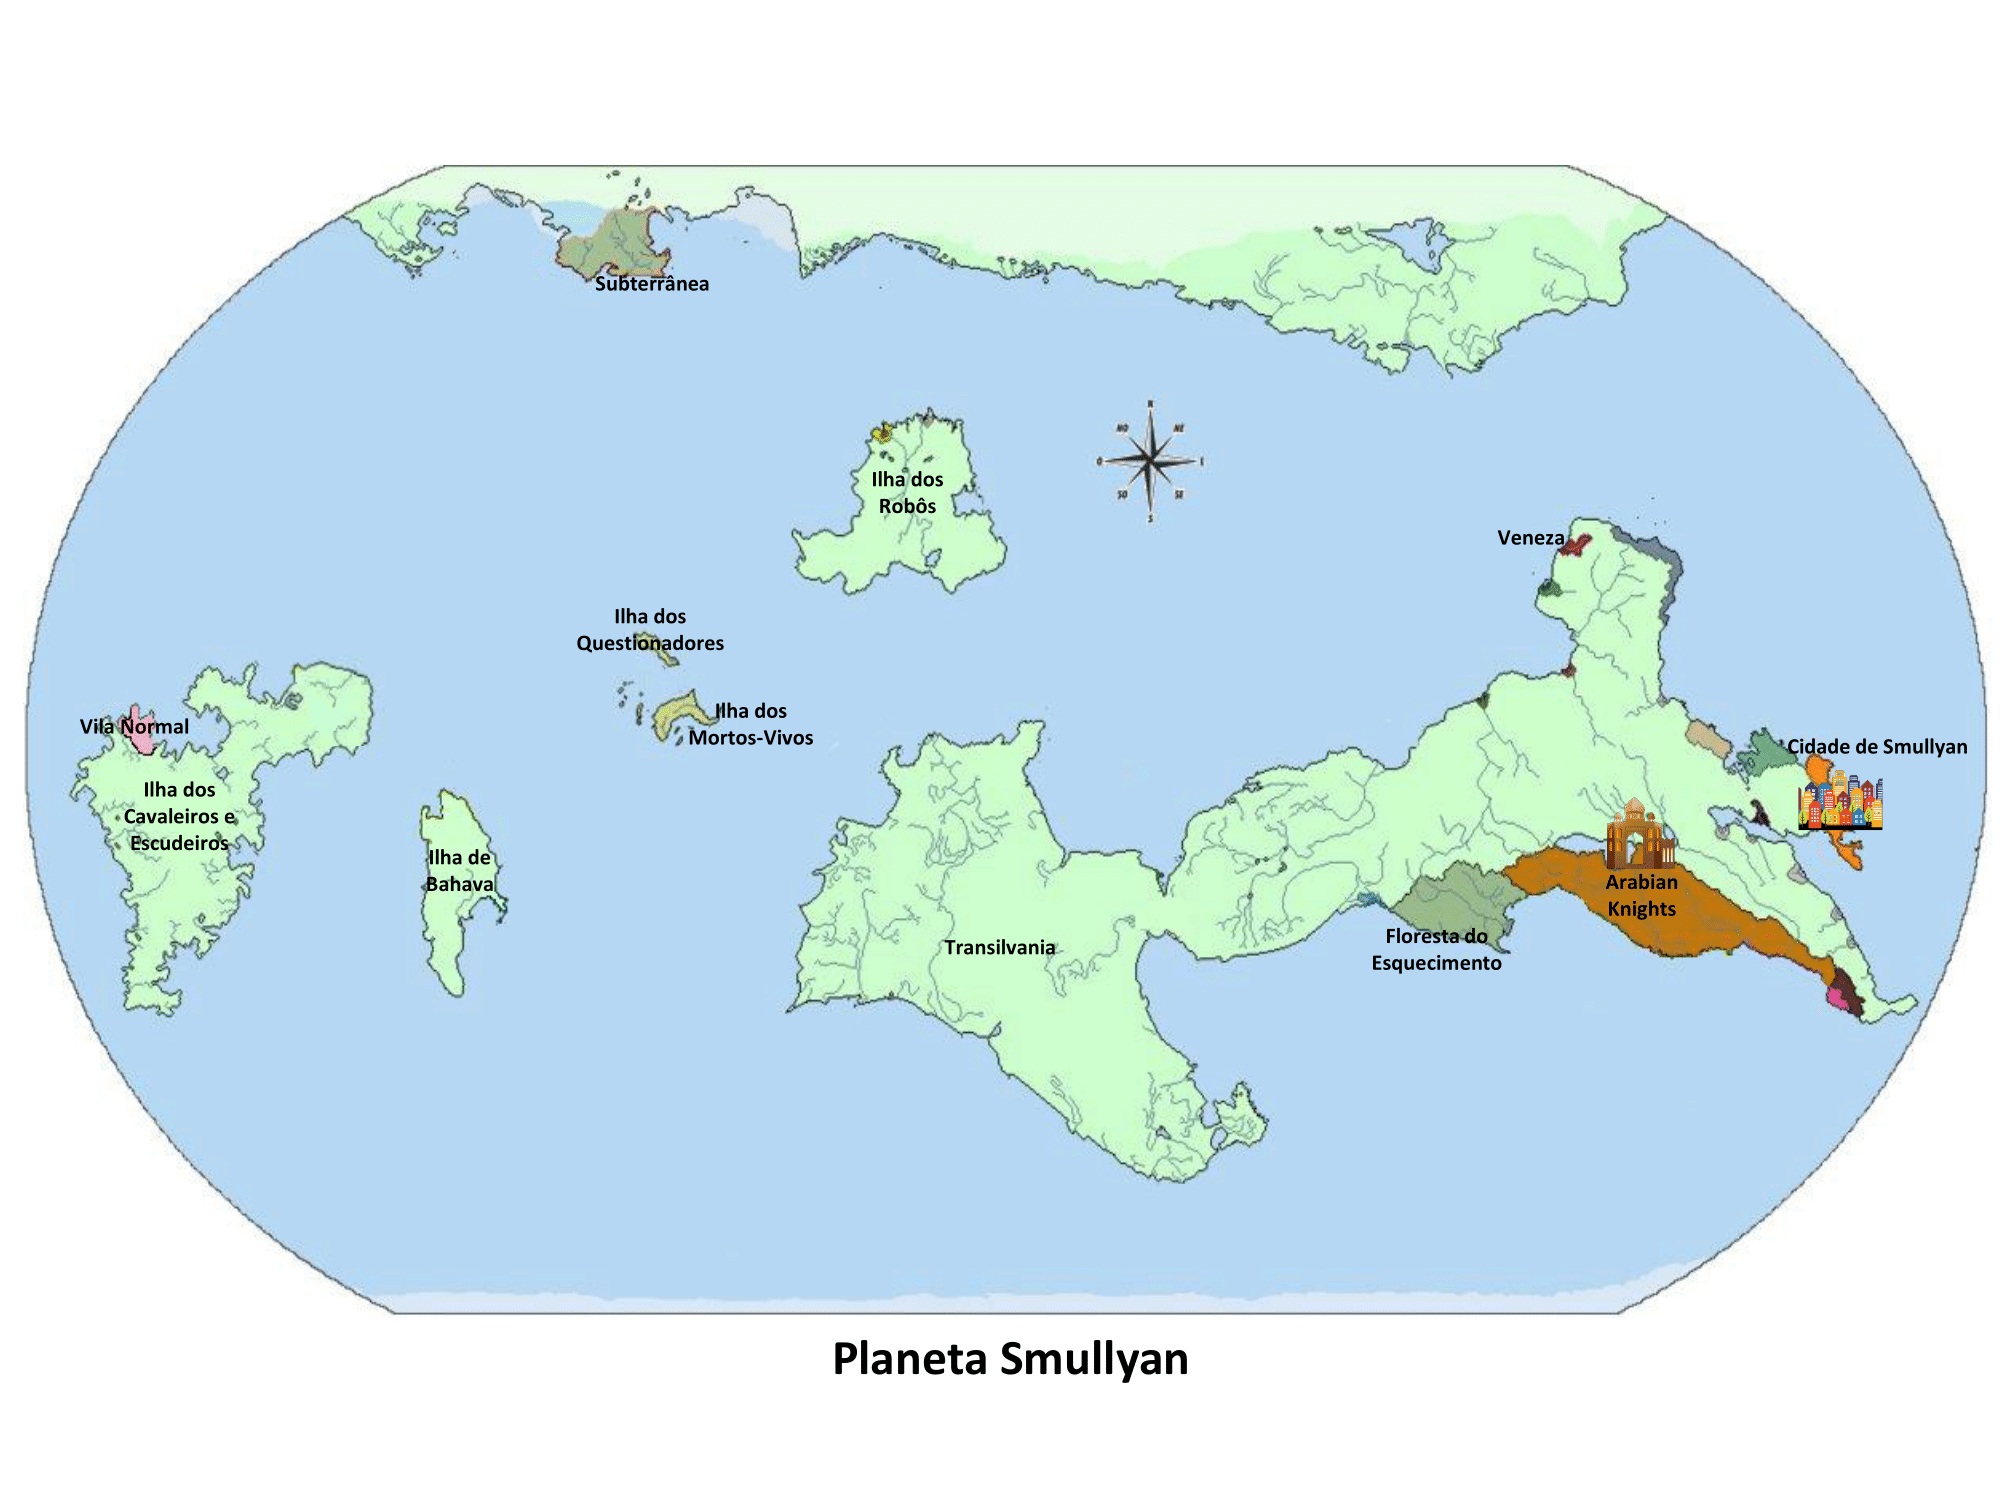 Subterrânea
N
NO
NE
O
E
SO
SE
S
Ilha dos
Robôs
Veneza
Ilha dos
Questionadores
Ilha dos
Mortos-Vivos
Vila Normal
Cidade de Smullyan
Ilha dos
Cavaleiros e
Escudeiros
Ilha de
Bahava
Arabian
Knights
Transilvania
Floresta do
Esquecimento
Planeta Smullyan